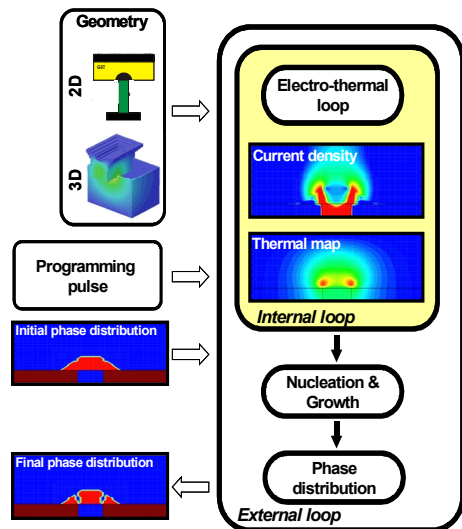 Geometry
2D
GST
3D
Programming
pulse
Initial phase distribution
Final phase distribution
Electro-thermal
loop
Current density
Thermal map
Internal loop
Nucleation &
Growth
Phase
distribution
External loop